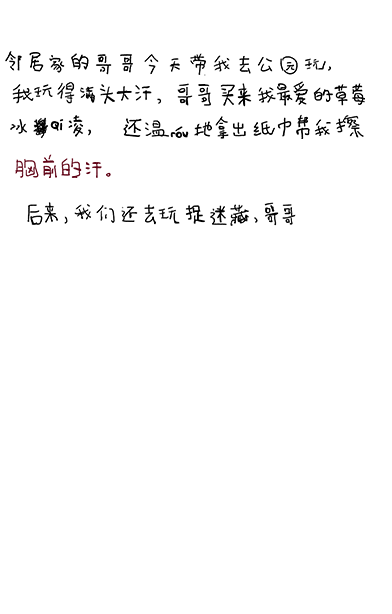 邻居家的哥哥今天带我去公园玩,
我玩得满头大汗,哥哥买来我最爱的草莓
冰qi凌, 还温róu地拿出纸巾帮我擦
胸前的汗。
后来,我们还去玩捉迷藏,哥哥